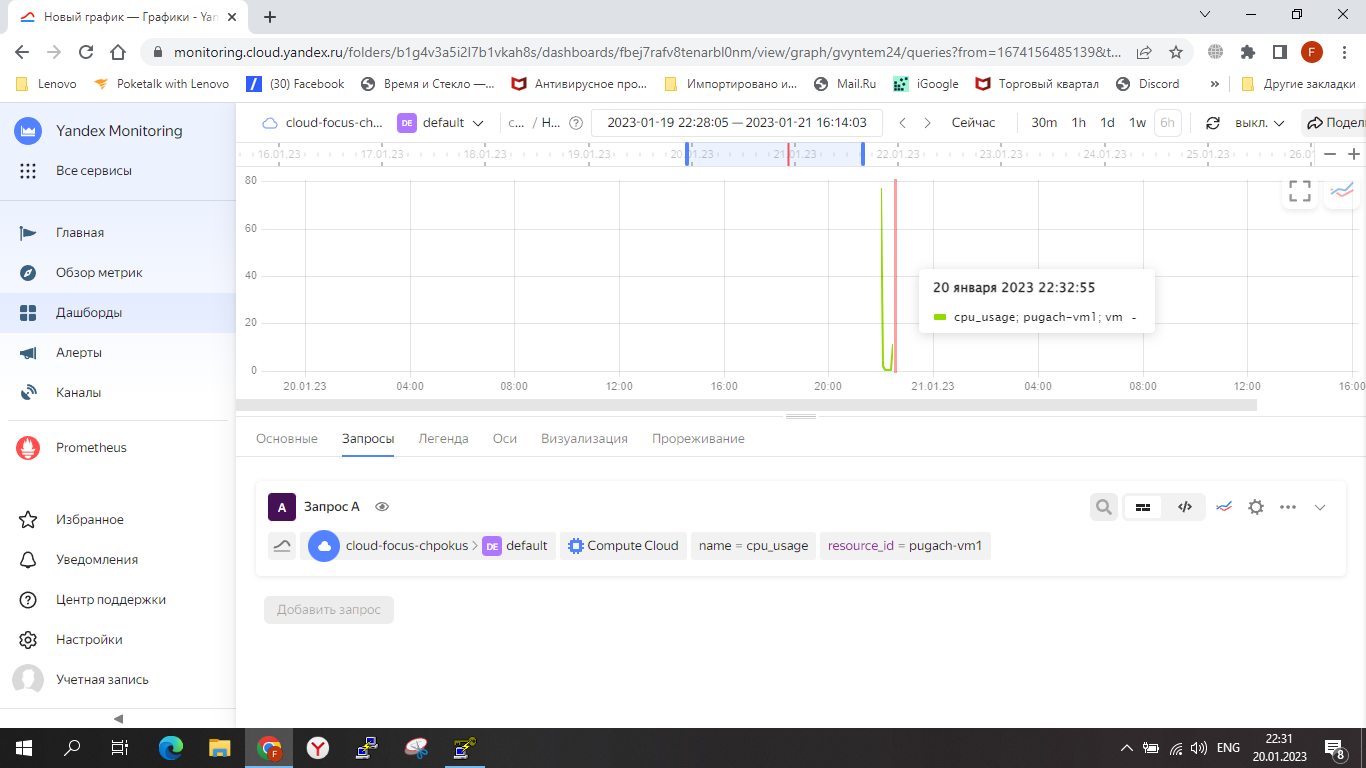 Новый график — Графики - Yan
monitoring.cloud.yandex.ru/folders/b1g4v3a5i2l7b1vkah8s/dashboards/fbej7rafv8tenarbl0nm/view/graph/gvyntem24/queries?from=1674156485139&t...
F
Lenovo
Poketalk with Lenovo
(30) Facebook
Время и Стекло —...
Антивирусное про...
Импортировано и...
Mail.Ru
iGoogle
Торговый квартал
Discord
»
Другие закладки
Yandex Monitoring
Все сервисы
Главная
Обзор метрик
Дашборды
Алерты
Каналы
Prometheus
Избранное
Уведомления
Центр поддержки
Настройки
Учетная запись
cloud-focus-ch...
DE default
c... / Н...
2023-01-19 22:28:05 — 2023-01-21 16:14:03
Сейчас
30m 1h 1d 1w 6h
выкл.
Подели
16.01.23 17.01.23 18.01.23 19.01.23 20.01.23 21.01.23 22.01.23 23.01.23 24.01.23 25.01.23 26.01
80
60
40
20
0
20 января 2023 22:32:55
cpu_usage; pugach-vm1; vm -
20.01.23 04:00 08:00 12:00 16:00 20:00 21.01.23 04:00 08:00 12:00 16:00
Основные Запросы Легенда Оси Визуализация Прореживание
A Запрос A
cloud-focus-chpokus > DE default
Compute Cloud
name = cpu_usage
resource_id = pugach-vm1
Добавить запрос
F
ENG
22:31
20.01.2023
8